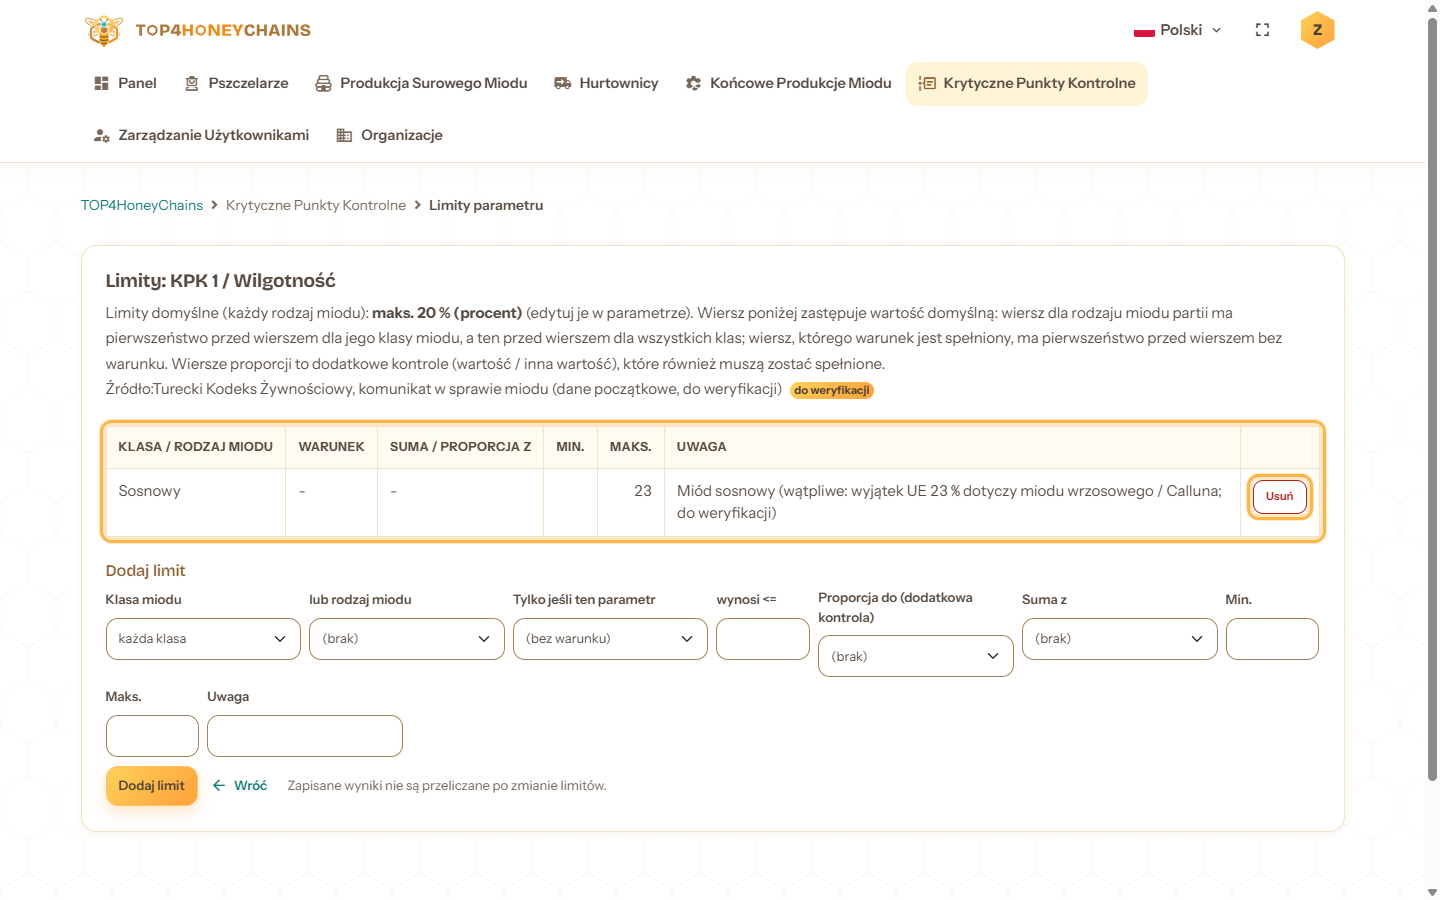 TOP4HONEYCHAINS
Polski
Z
Panel
Pszczelarze
Produkcja Surowego Miodu
Hurtownicy
Końcowe Produkcje Miodu
Krytyczne Punkty Kontrolne
Zarządzanie Użytkownikami
Organizacje
TOP4HoneyChains > Krytyczne Punkty Kontrolne > Limity parametru
Limity: KPK 1 / Wilgotność
Limity domyślne (każdy rodzaj miodu): maks. 20 % (procent) (edytuj je w parametrze). Wiersz poniżej zastępuje wartość domyślną: wiersz dla rodzaju miodu partii ma
pierwszeństwo przed wierszem dla jego klasy miodu, a ten przed wierszem dla wszystkich klas; wiersz, którego warunek jest spełniony, ma pierwszeństwo przed wierszem bez
warunku. Wiersze proporcji to dodatkowe kontrole (wartość / inna wartość), które również muszą zostać spełnione.
Źródło:Turecki Kodeks Żywnościowy, komunikat w sprawie miodu (dane początkowe, do weryfikacji) do weryfikacji
KLASA / RODZAJ MIODU WARUNEK SUMA / PROPORCJA Z MIN. MAKS. UWAGA
Sosnowy - - 23 Miód sosnowy (wątpliwe: wyjątek UE 23 % dotyczy miodu wrzosowego / Calluna;
do weryfikacji)
Usuń
Dodaj limit
Klasa miodu
lub rodzaj miodu
Tylko jeśli ten parametr
wynosi <=
Proporcja do (dodatkowa
kontrola)
Suma z
Min.
każda klasa
(brak)
(bez warunku)
(brak)
(brak)
Maks.
Uwaga
Dodaj limit
Wróć
Zapisane wyniki nie są przeliczane po zmianie limitów.